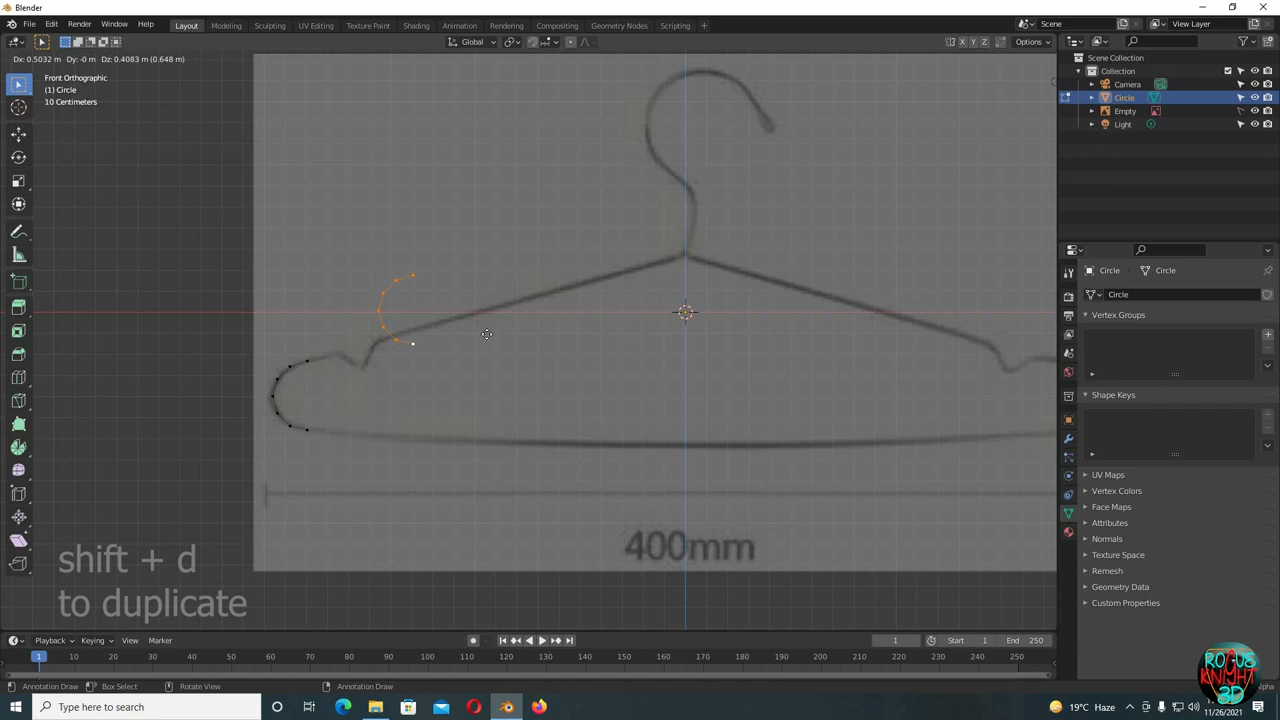 Blender
File Edit Render Window Help Layout Modeling Sculpting UV Editing Texture Paint Shading Animation Rendering Compositing Geometry Nodes Scripting + Scene View Layer
Global X Y Z Options
Dx: 0.5032 m Dy: -0 m Dz: 0.4083 m (0.648 m)
Front Orthographic
(1) Circle
10 Centimeters
Scene Collection
Collection
Camera
Circle
Empty
Light
Circle Circle
Circle
Vertex Groups
Shape Keys
UV Maps
Vertex Colors
Face Maps
Attributes
Normals
Texture Space
Remesh
Geometry Data
Custom Properties
400mm
shift + d
to duplicate
Playback Keying View Marker 1 Start 1 End 250
1 10 20 30 40 50 60 70 80 90 100 110 120 130 140 150 160 170 180 190 200 210 220 230 240 250
Annotation Draw Box Select Rotate View Annotation Draw
ROGUE
KNIGHT
3D
Type here to search
19°C Haze
11/26/2021